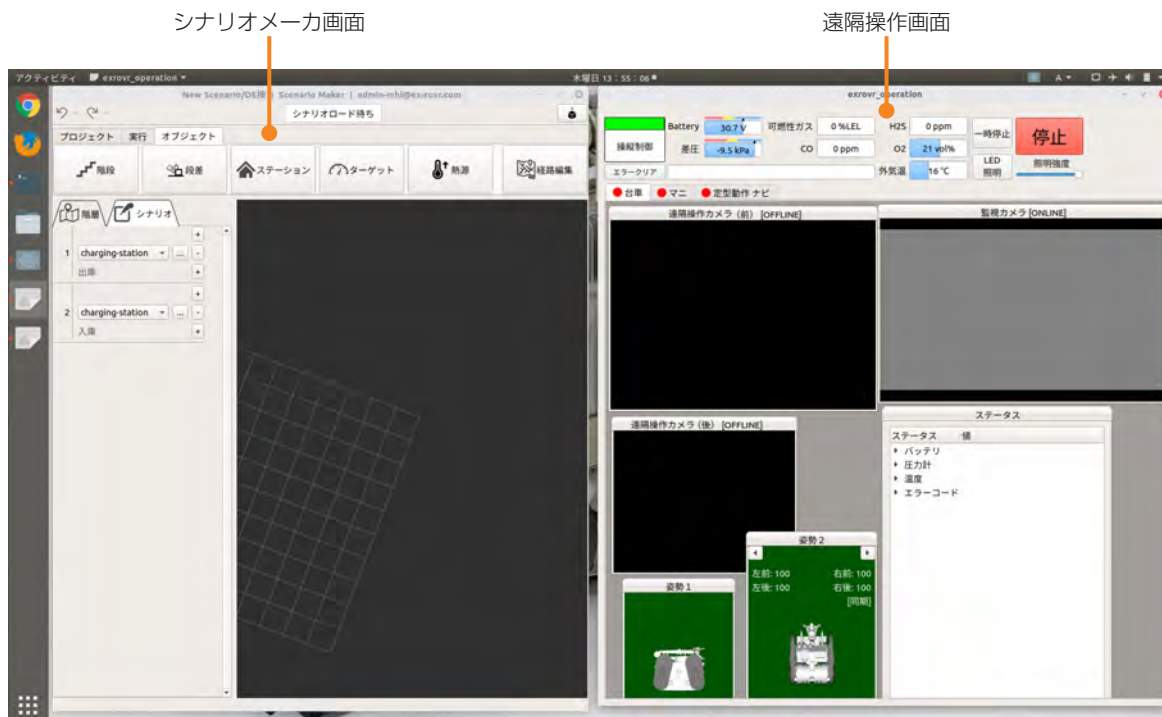 シナリオメーカ画面
遠隔操作画面
アクティビティ exrovr_operation
木曜日 13:55:06
A
シナリオロード待ち
プロジェクト 実行 オブジェクト
階段 段差 ステーション ターゲット 熱源 経路編集
階層 シナリオ
+
1 charging-station ... -
出庫 +
+
2 charging-station ... -
入庫 +
exrovr_operation
Battery 30.7 V 可燃性ガス 0 %LEL H2S 0 ppm 一時停止 停止
操縦制御 差圧 -9.5 kPa CO 0 ppm O2 21 vol%
エラークリア 外気温 16 ℃ LED照明 照明強度
台車 マニ 定型動作 ナビ
遠隔操作カメラ (前) [OFFLINE]
監視カメラ [ONLINE]
遠隔操作カメラ (後) [OFFLINE]
ステータス
ステータス 値
バッテリ
圧力計
温度
エラーコード
姿勢 2
左前: 100 右前: 100
左後: 100 右後: 100
[同期]
姿勢 1